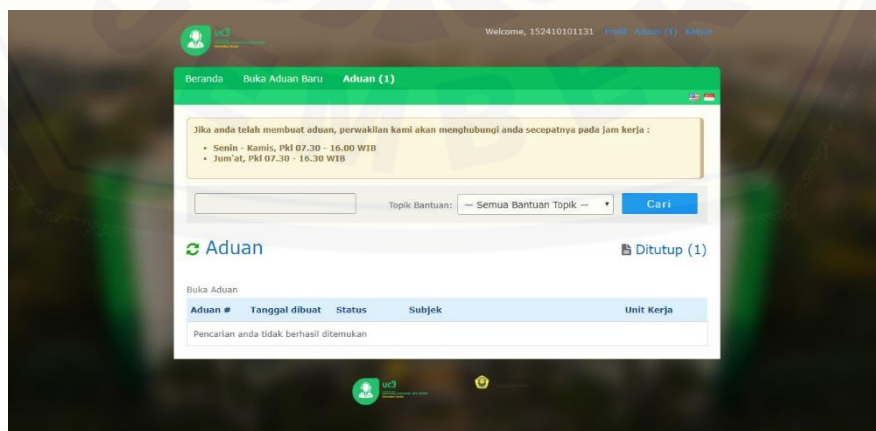 uc3
Welcome, 152410101131 Profil Aduan (1) Keluar
Beranda Buka Aduan Baru Aduan (1)
Jika anda telah membuat aduan, perwakilan kami akan menghubungi anda secepatnya pada jam kerja :
• Senin - Kamis, Pkl 07.30 - 16.00 WIB
• Jum'at, Pkl 07.30 - 16.30 WIB
Topik Bantuan: — Semua Bantuan Topik — Cari
Aduan Ditutup (1)
Buka Aduan
Aduan # Tanggal dibuat Status Subjek Unit Kerja
Pencarian anda tidak berhasil ditemukan
uc3